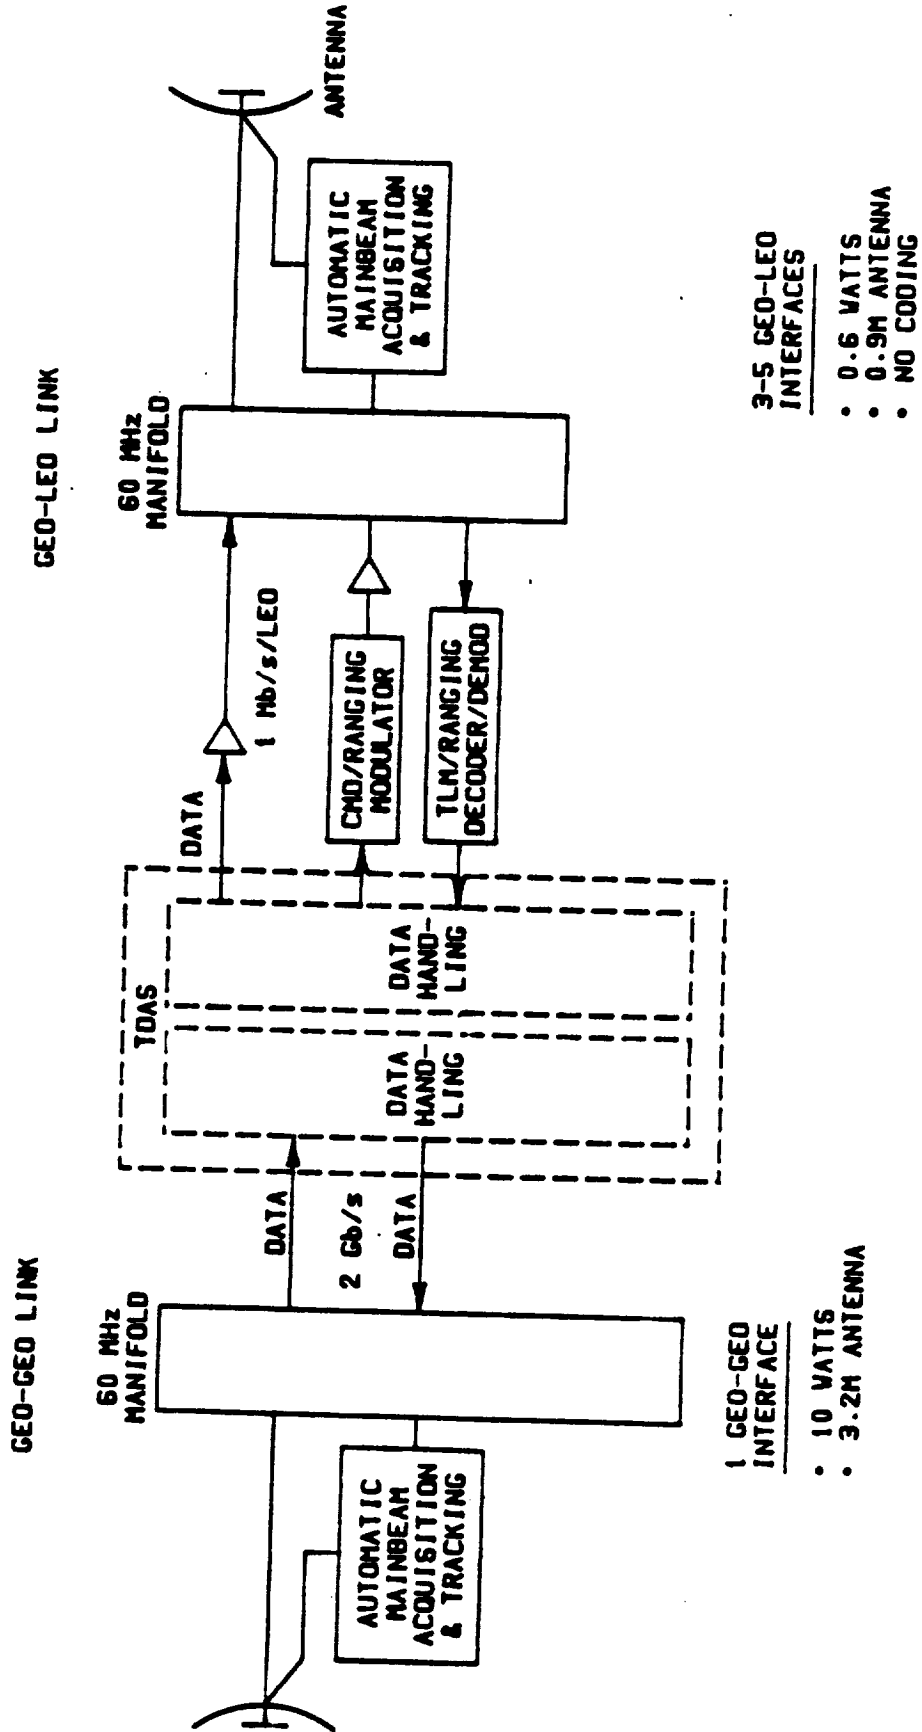 GEO-GEO LINK
60 MHz
MANIFOLD
AUTOMATIC
MAINBEAM
ACQUISITION
& TRACKING
DATA
2 Gb/s
DATA
1 GEO-GEO
INTERFACE
• 10 WATTS
• 3.2M ANTENNA
TDAS
DATA
HAND-
LING
DATA
HAND-
LING
GEO-LEO LINK
DATA
1 Mb/s/LEO
CMD/RANGING
MODULATOR
TLM/RANGING
DECODER/DEMOD
60 MHz
MANIFOLD
AUTOMATIC
MAINBEAM
ACQUISITION
& TRACKING
ANTENNA
3-5 GEO-LEO
INTERFACES
• 0.6 WATTS
• 0.9M ANTENNA
• NO CODING